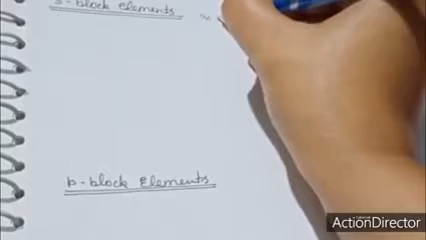 s-block elements
p-block Elements
ActionDirector